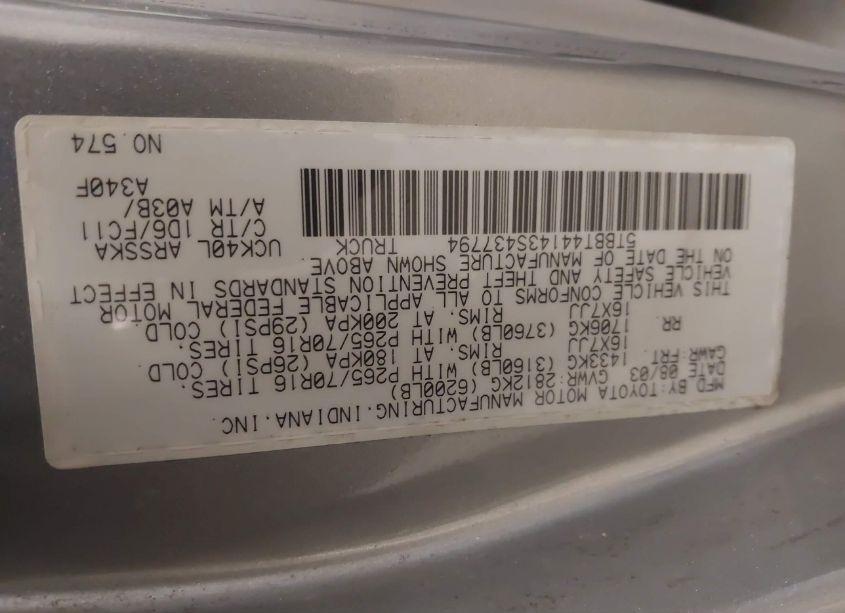 MFD.BY:TOYOTA MOTOR MANUFACTURING.INDIANA.INC.
DATE 08/03 GVWR:2812KG (6200LB)
GAWR:FRT. 1433KG (3160LB) WITH P265/70R16 TIRES.
16X7JJ RIMS. AT 180KPA (26PSI) COLD
RR. 1706KG (3760LB) WITH P265/70R16 TIRES.
16X7JJ RIMS. AT 200KPA (29PSI) COLD
THIS VEHICLE CONFORMS TO ALL APPLICABLE FEDERAL MOTOR
VEHICLE SAFETY AND THEFT PREVENTION STANDARDS IN EFFECT
ON THE DATE OF MANUFACTURE SHOWN ABOVE.
5TBBT44143S437794 TRUCK
UCK40L ARSSKA
C/TR 1D6/FC11
A/TM A03B/
A340F
NO.574